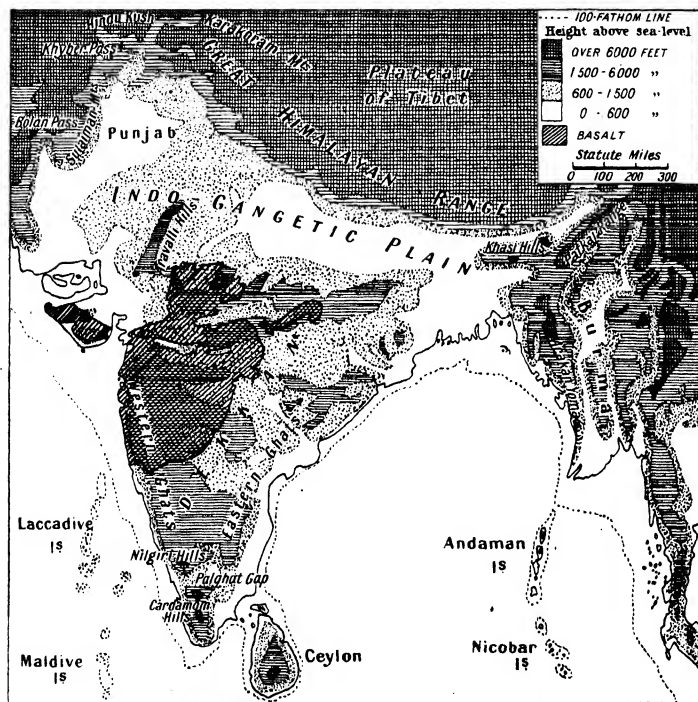 100-FATHOM LINE
Height above sea-level
OVER 6000 FEET
1500-6000 "
600-1500 "
0-600 "
BASALT
Statute Miles
0 100 200 300
Hindu Kush
Karakoram Mts
Khyber Pass
GREAT HIMALAYAN RANGE
Plateau
of Tibet
Bolan Pass
Sulaiman
Punjab
INDO GANGETIC PLAIN
Aravalli Hills
Khasi Hills
Burma
Western Ghats
Eastern Ghats
D
K
K
Laccadive
Is
Nilgiri Hills
Palghat Gap
Cardamom
Hill
Maldive
Is
Ceylon
Andaman
Is
Nicobar
Is